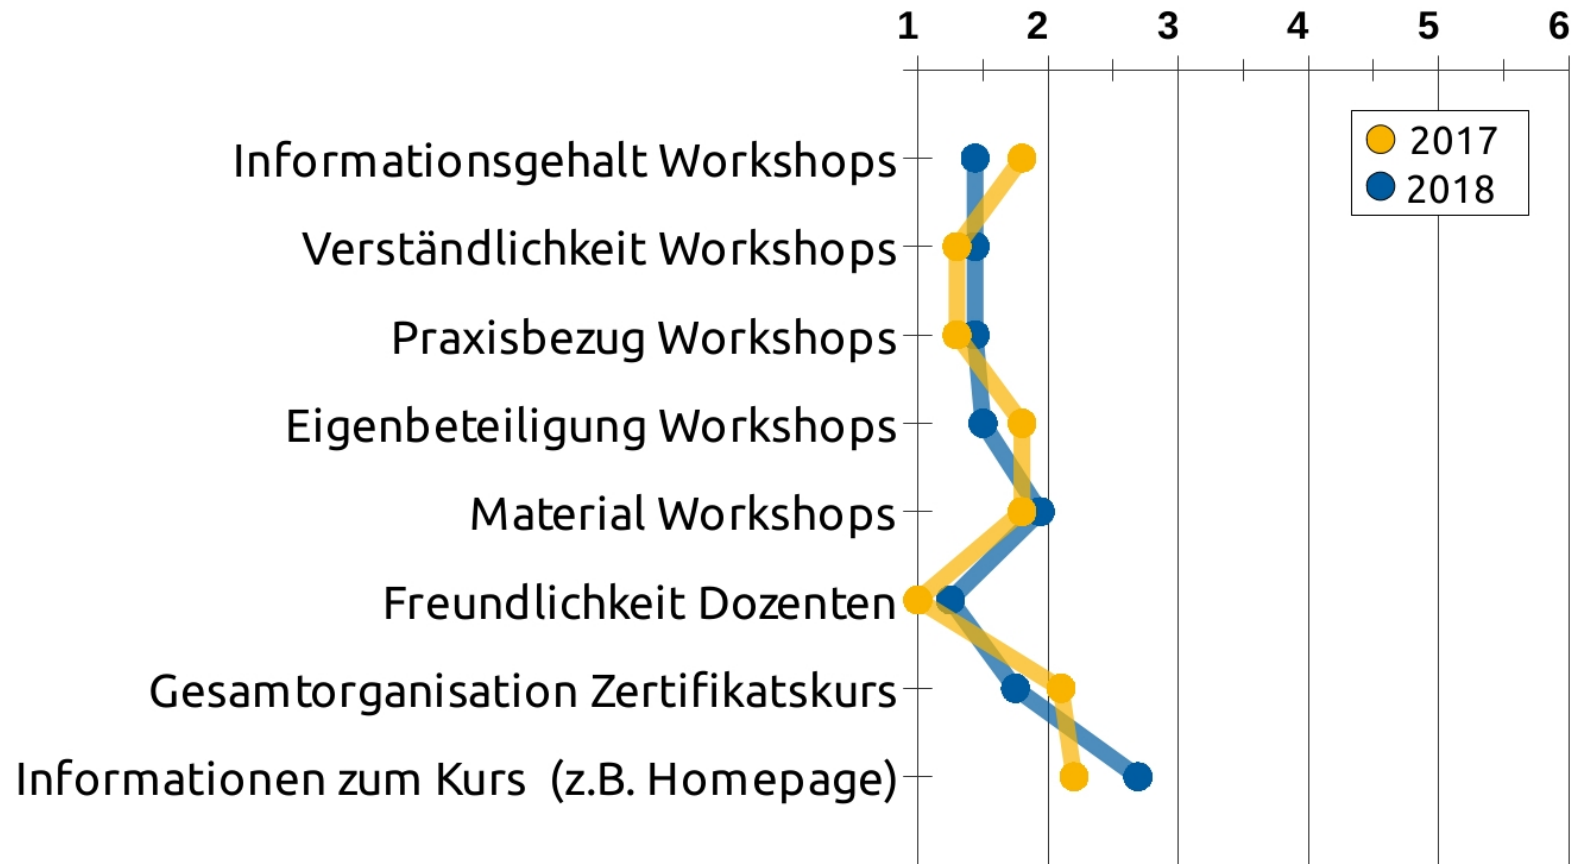 1 2 3 4 5 6
2017
2018
Informationsgehalt Workshops
Verständlichkeit Workshops
Praxisbezug Workshops
Eigenbeteiligung Workshops
Material Workshops
Freundlichkeit Dozenten
Gesamtorganisation Zertifikatskurs
Informationen zum Kurs (z.B. Homepage)